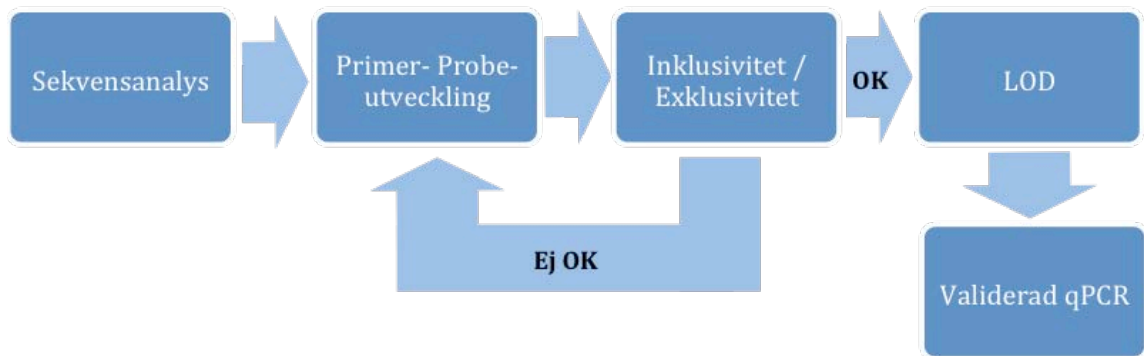 Sekvensanalys
Primer- Probe-
utveckling
Inklusivitet /
Exklusivitet
OK
LOD
Ej OK
Validerad qPCR